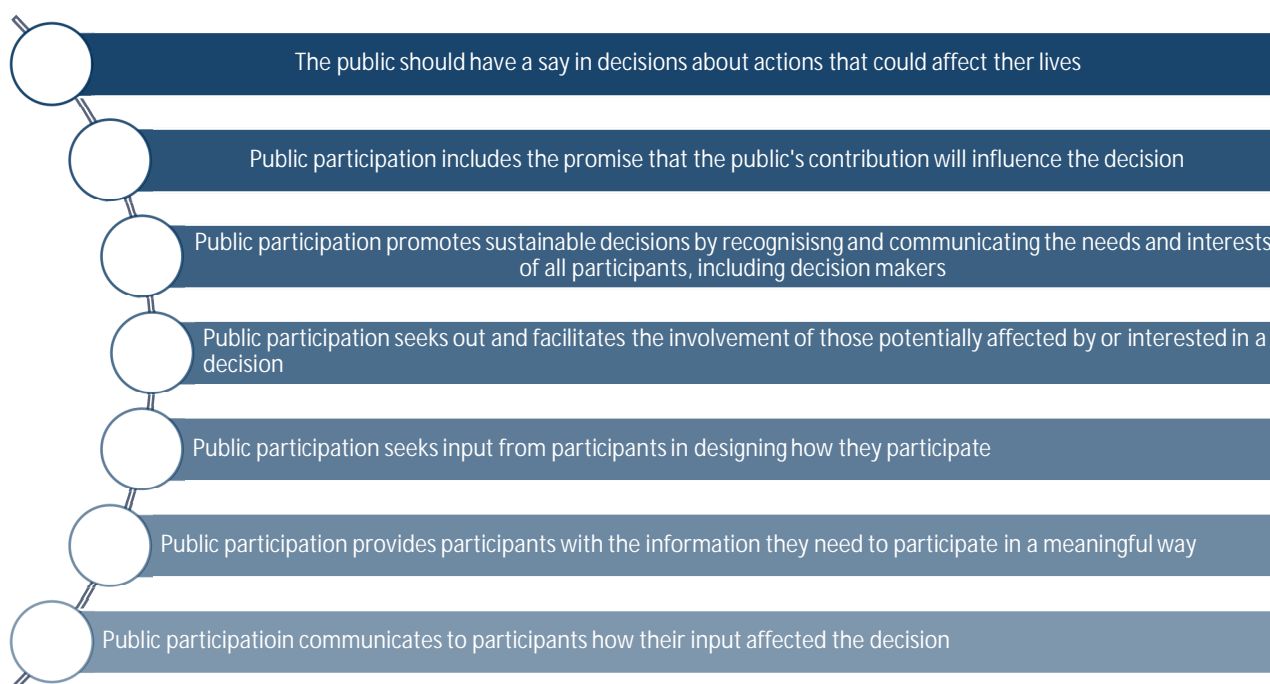 The public should have a say in decisions about actions that could affect ther lives
Public participation includes the promise that the public's contribution will influence the decision
Public participation promotes sustainable decisions by recognisisng and communicating the needs and interests
of all participants, including decision makers
Public participation seeks out and facilitates the involvement of those potentially affected by or interested in a
decision
Public participation seeks input from participants in designing how they participate
Public participation provides participants with the information they need to participate in a meaningful way
Public participatioin communicates to participants how their input affected the decision